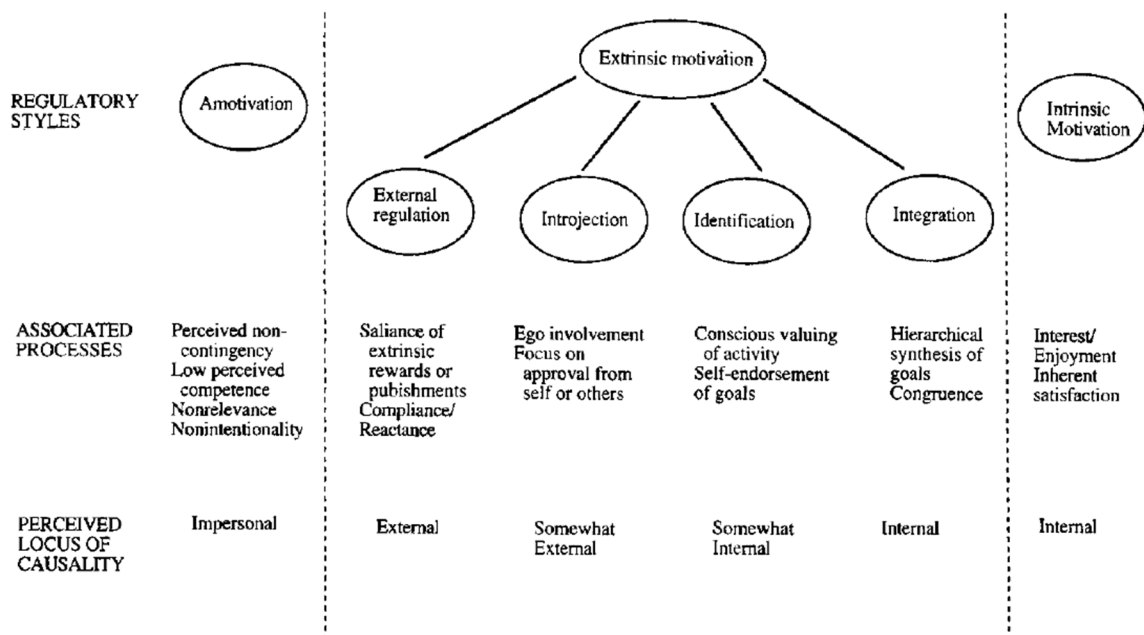 Extrinsic motivation
REGULATORY
STYLES
Amotivation
Intrinsic
Motivation
External
regulation
Introjection
Identification
Integration
ASSOCIATED
PROCESSES
Perceived non-
contingency
Low perceived
competence
Nonrelevance
Nonintentionality
Saliance of
extrinsic
rewards or
pubishments
Compliance/
Reactance
Ego involvement
Focus on
approval from
self or others
Conscious valuing
of activity
Self-endorsement
of goals
Hierarchical
synthesis of
goals
Congruence
Interest/
Enjoyment
Inherent
satisfaction
PERCEIVED
LOCUS OF
CAUSALITY
Impersonal
External
Somewhat
External
Somewhat
Internal
Internal
Internal